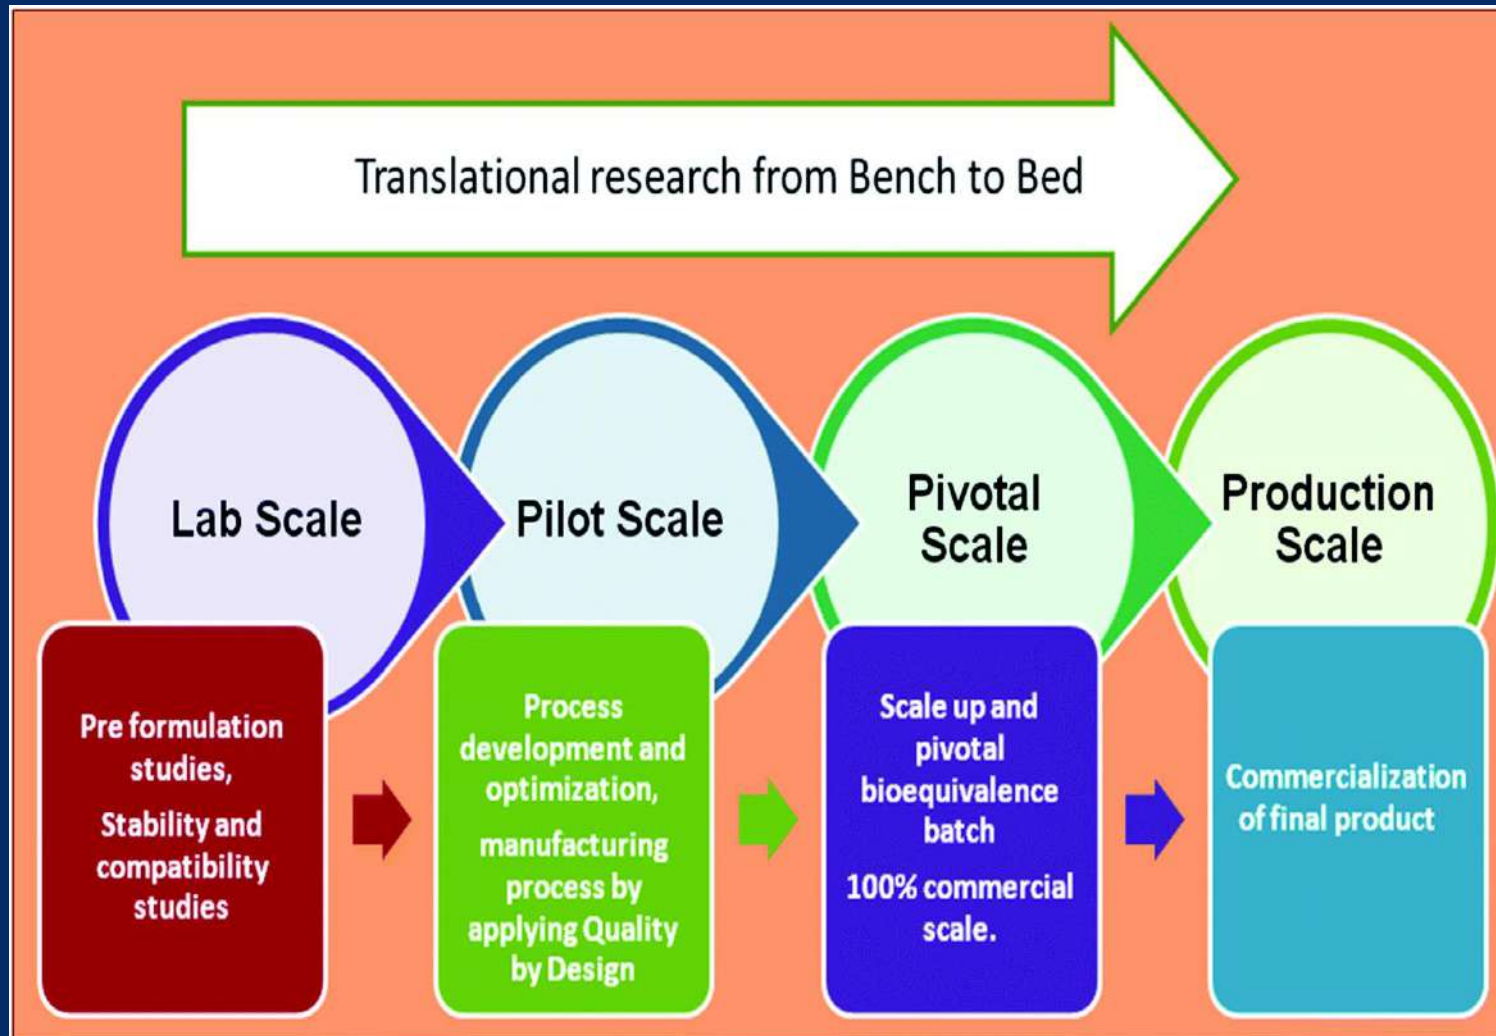 Translational research from Bench to Bed
Lab Scale
Pilot Scale
Pivotal
Scale
Production
Scale
Pre formulation
studies,
Stability and
compatibility
studies
Process
development and
optimization,
manufacturing
process by
applying Quality
by Design
Scale up and
pivotal
bioequivalence
batch
100% commercial
scale.
Commercialization
of final product